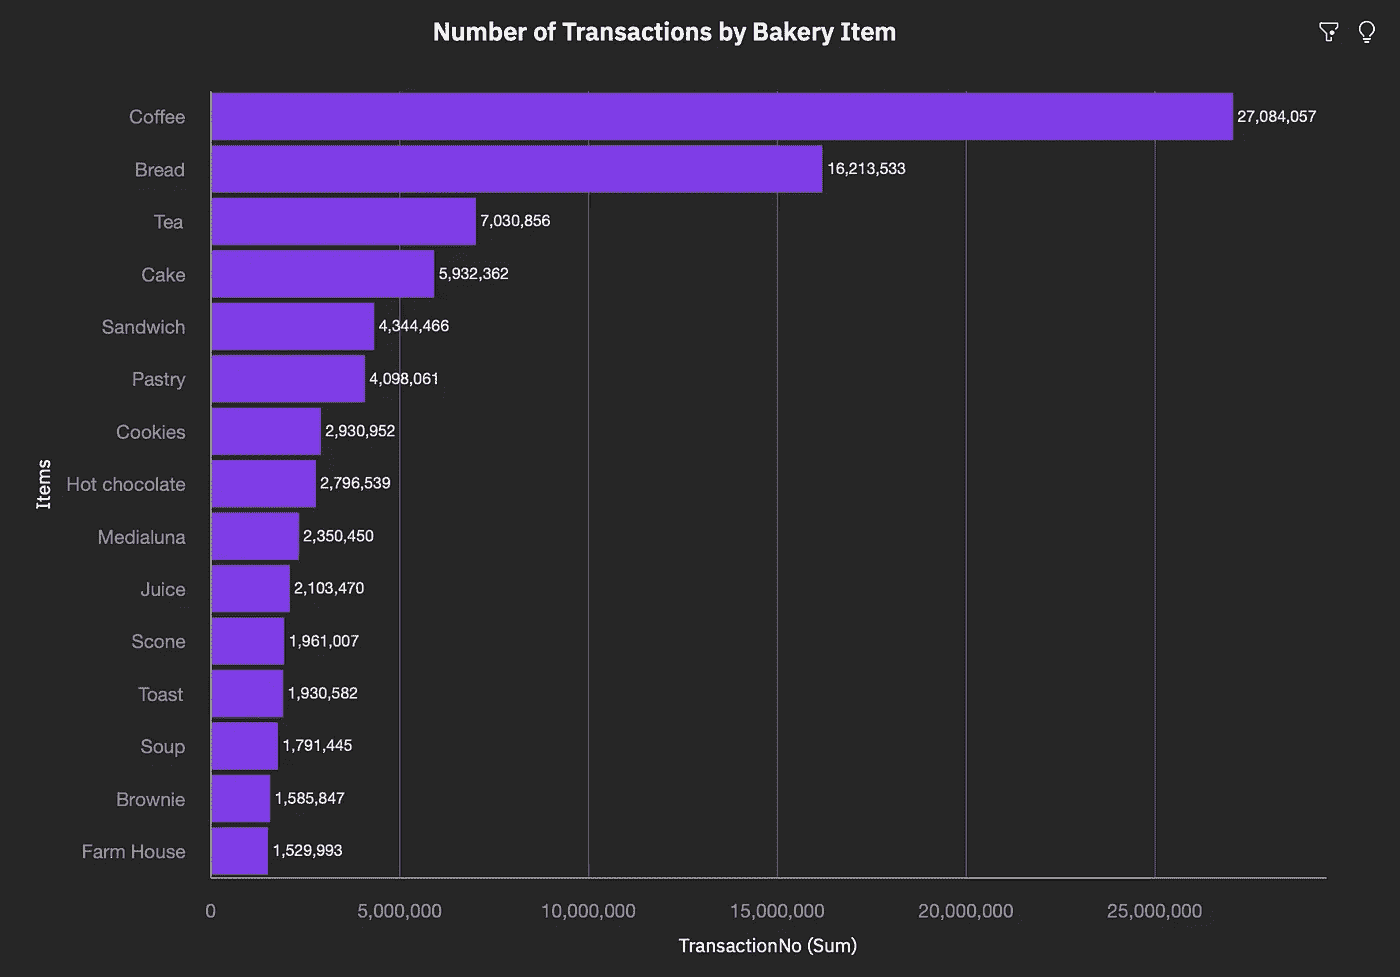 Number of Transactions by Bakery Item
Coffee 27,084,057
Bread 16,213,533
Tea 7,030,856
Cake 5,932,362
Sandwich 4,344,466
Pastry 4,098,061
Cookies 2,930,952
Hot chocolate 2,796,539
Medialuna 2,350,450
Juice 2,103,470
Scone 1,961,007
Toast 1,930,582
Soup 1,791,445
Brownie 1,585,847
Farm House 1,529,993
Items
0 5,000,000 10,000,000 15,000,000 20,000,000 25,000,000
TransactionNo (Sum)